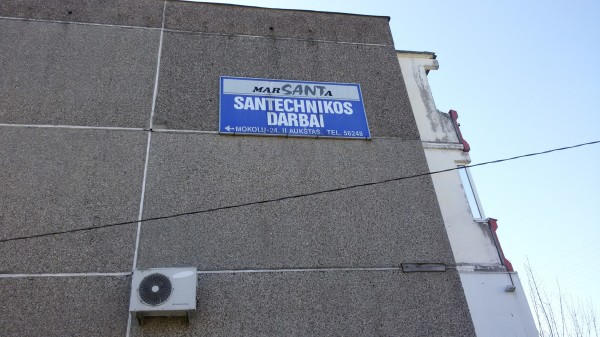 MARSANTA
SANTECHNIKOS
DARBAI
MOKOLŲ-24, II AUKŠTAS. TEL. 56248